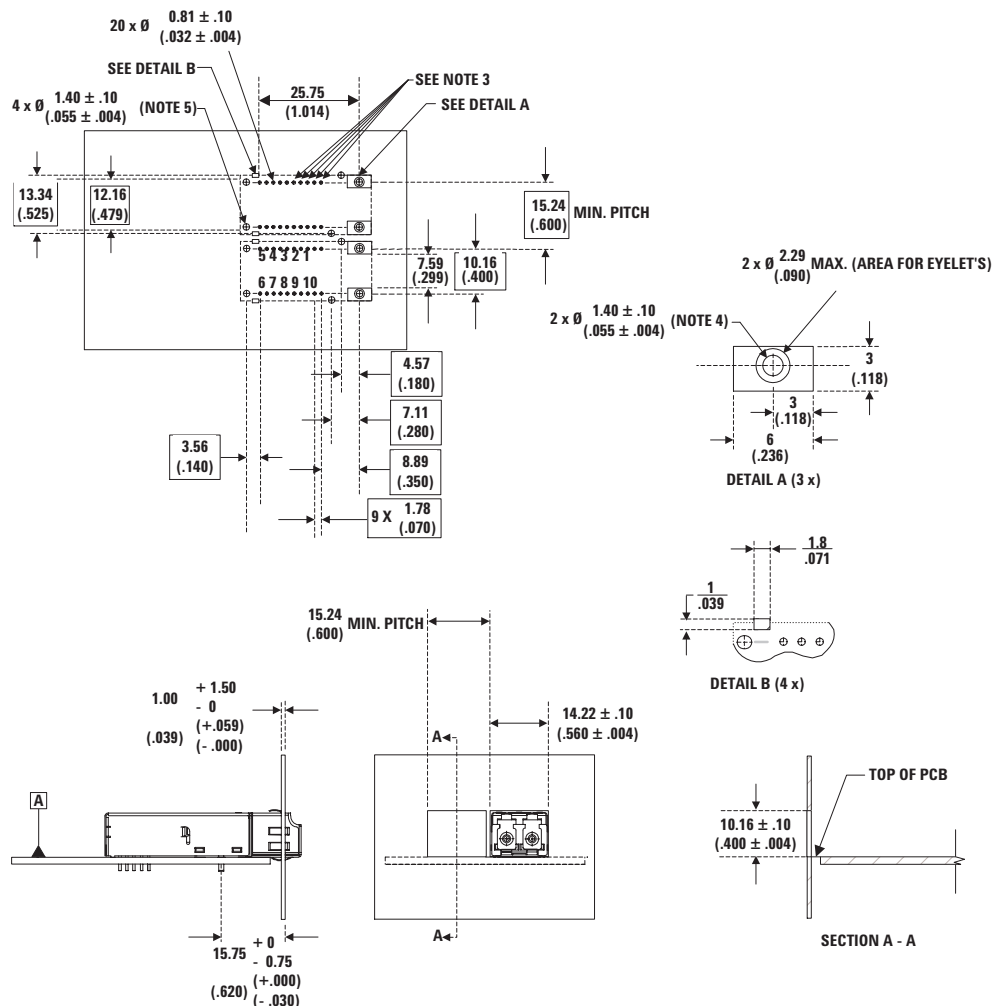 20 x Ø 0.81 ± .10
(.032 ± .004)
SEE DETAIL B
4 x Ø 1.40 ± .10 (NOTE 5)
(.055 ± .004)
25.75
(1.014)
SEE NOTE 3
SEE DETAIL A
13.34
(.525)
12.16
(.479)
15.24 MIN. PITCH
(.600)
5 4 3 2 1
7.59
(.299)
10.16
(.400)
6 7 8 9 10
2 x Ø 2.29 MAX. (AREA FOR EYELET'S)
(.090)
2 x Ø 1.40 ± .10 (NOTE 4)
(.055 ± .004)
3
(.118)
3
(.118)
6
(.236)
DETAIL A (3 x)
4.57
(.180)
7.11
(.280)
3.56
(.140)
8.89
(.350)
9 X 1.78
(.070)
1.8
.071
1
.039
DETAIL B (4 x)
15.24 MIN. PITCH
(.600)
1.00 + 1.50
- 0
(.039) (+.059)
(- .000)
14.22 ± .10
(.560 ± .004)
A
A
TOP OF PCB
10.16 ± .10
(.400 ± .004)
A
SECTION A - A
15.75 + 0
- 0.75
(.620) (+.000)
(- .030)